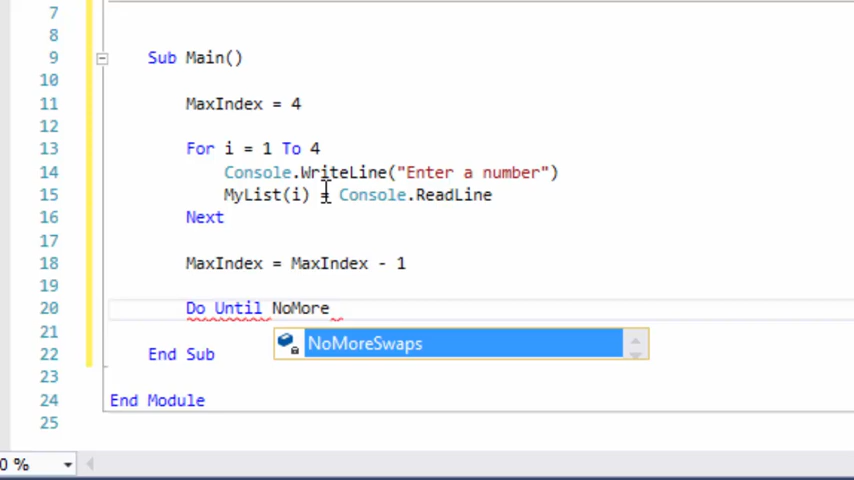 7
8
9 Sub Main()
10
11 MaxIndex = 4
12
13 For i = 1 To 4
14 Console.WriteLine("Enter a number")
15 MyList(i) = Console.ReadLine
16 Next
17
18 MaxIndex = MaxIndex - 1
19
20 Do Until NoMore
21 NoMoreSwaps
22 End Sub
23
24 End Module
25
0 %